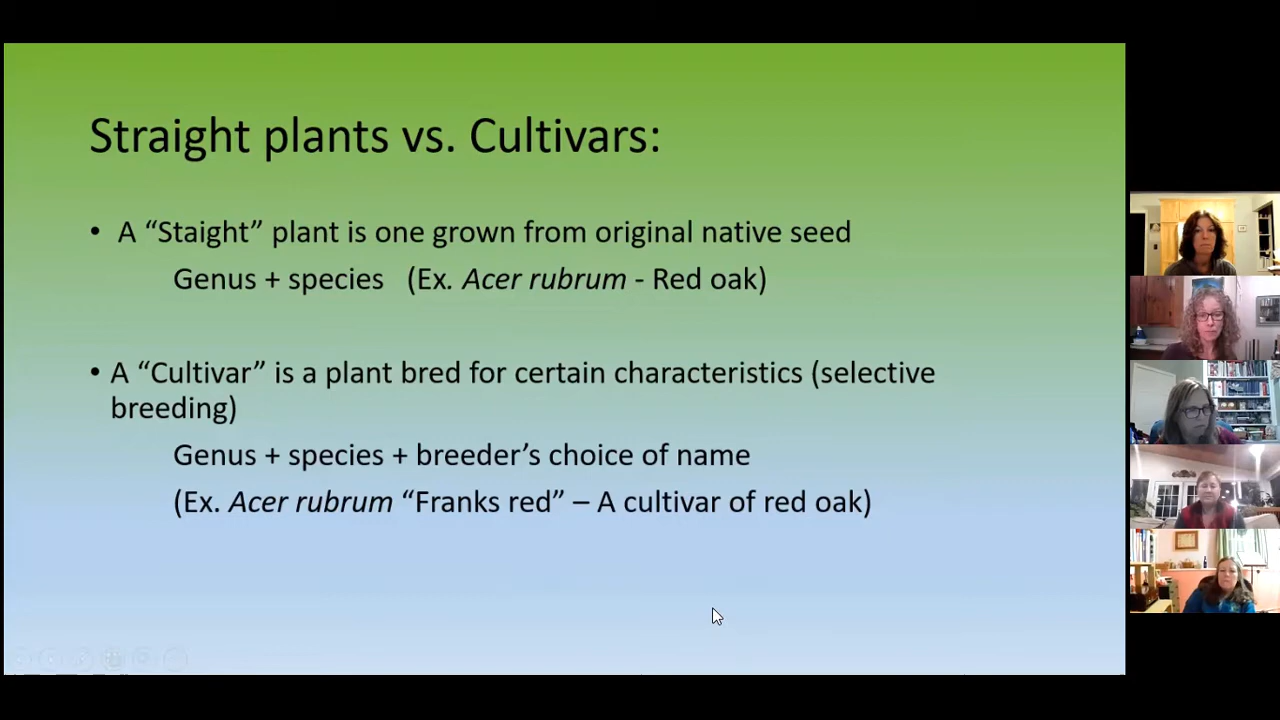 Straight plants vs. Cultivars:
• A “Staight” plant is one grown from original native seed
Genus + species (Ex. Acer rubrum - Red oak)
• A “Cultivar” is a plant bred for certain characteristics (selective
breeding)
Genus + species + breeder’s choice of name
(Ex. Acer rubrum “Franks red” – A cultivar of red oak)